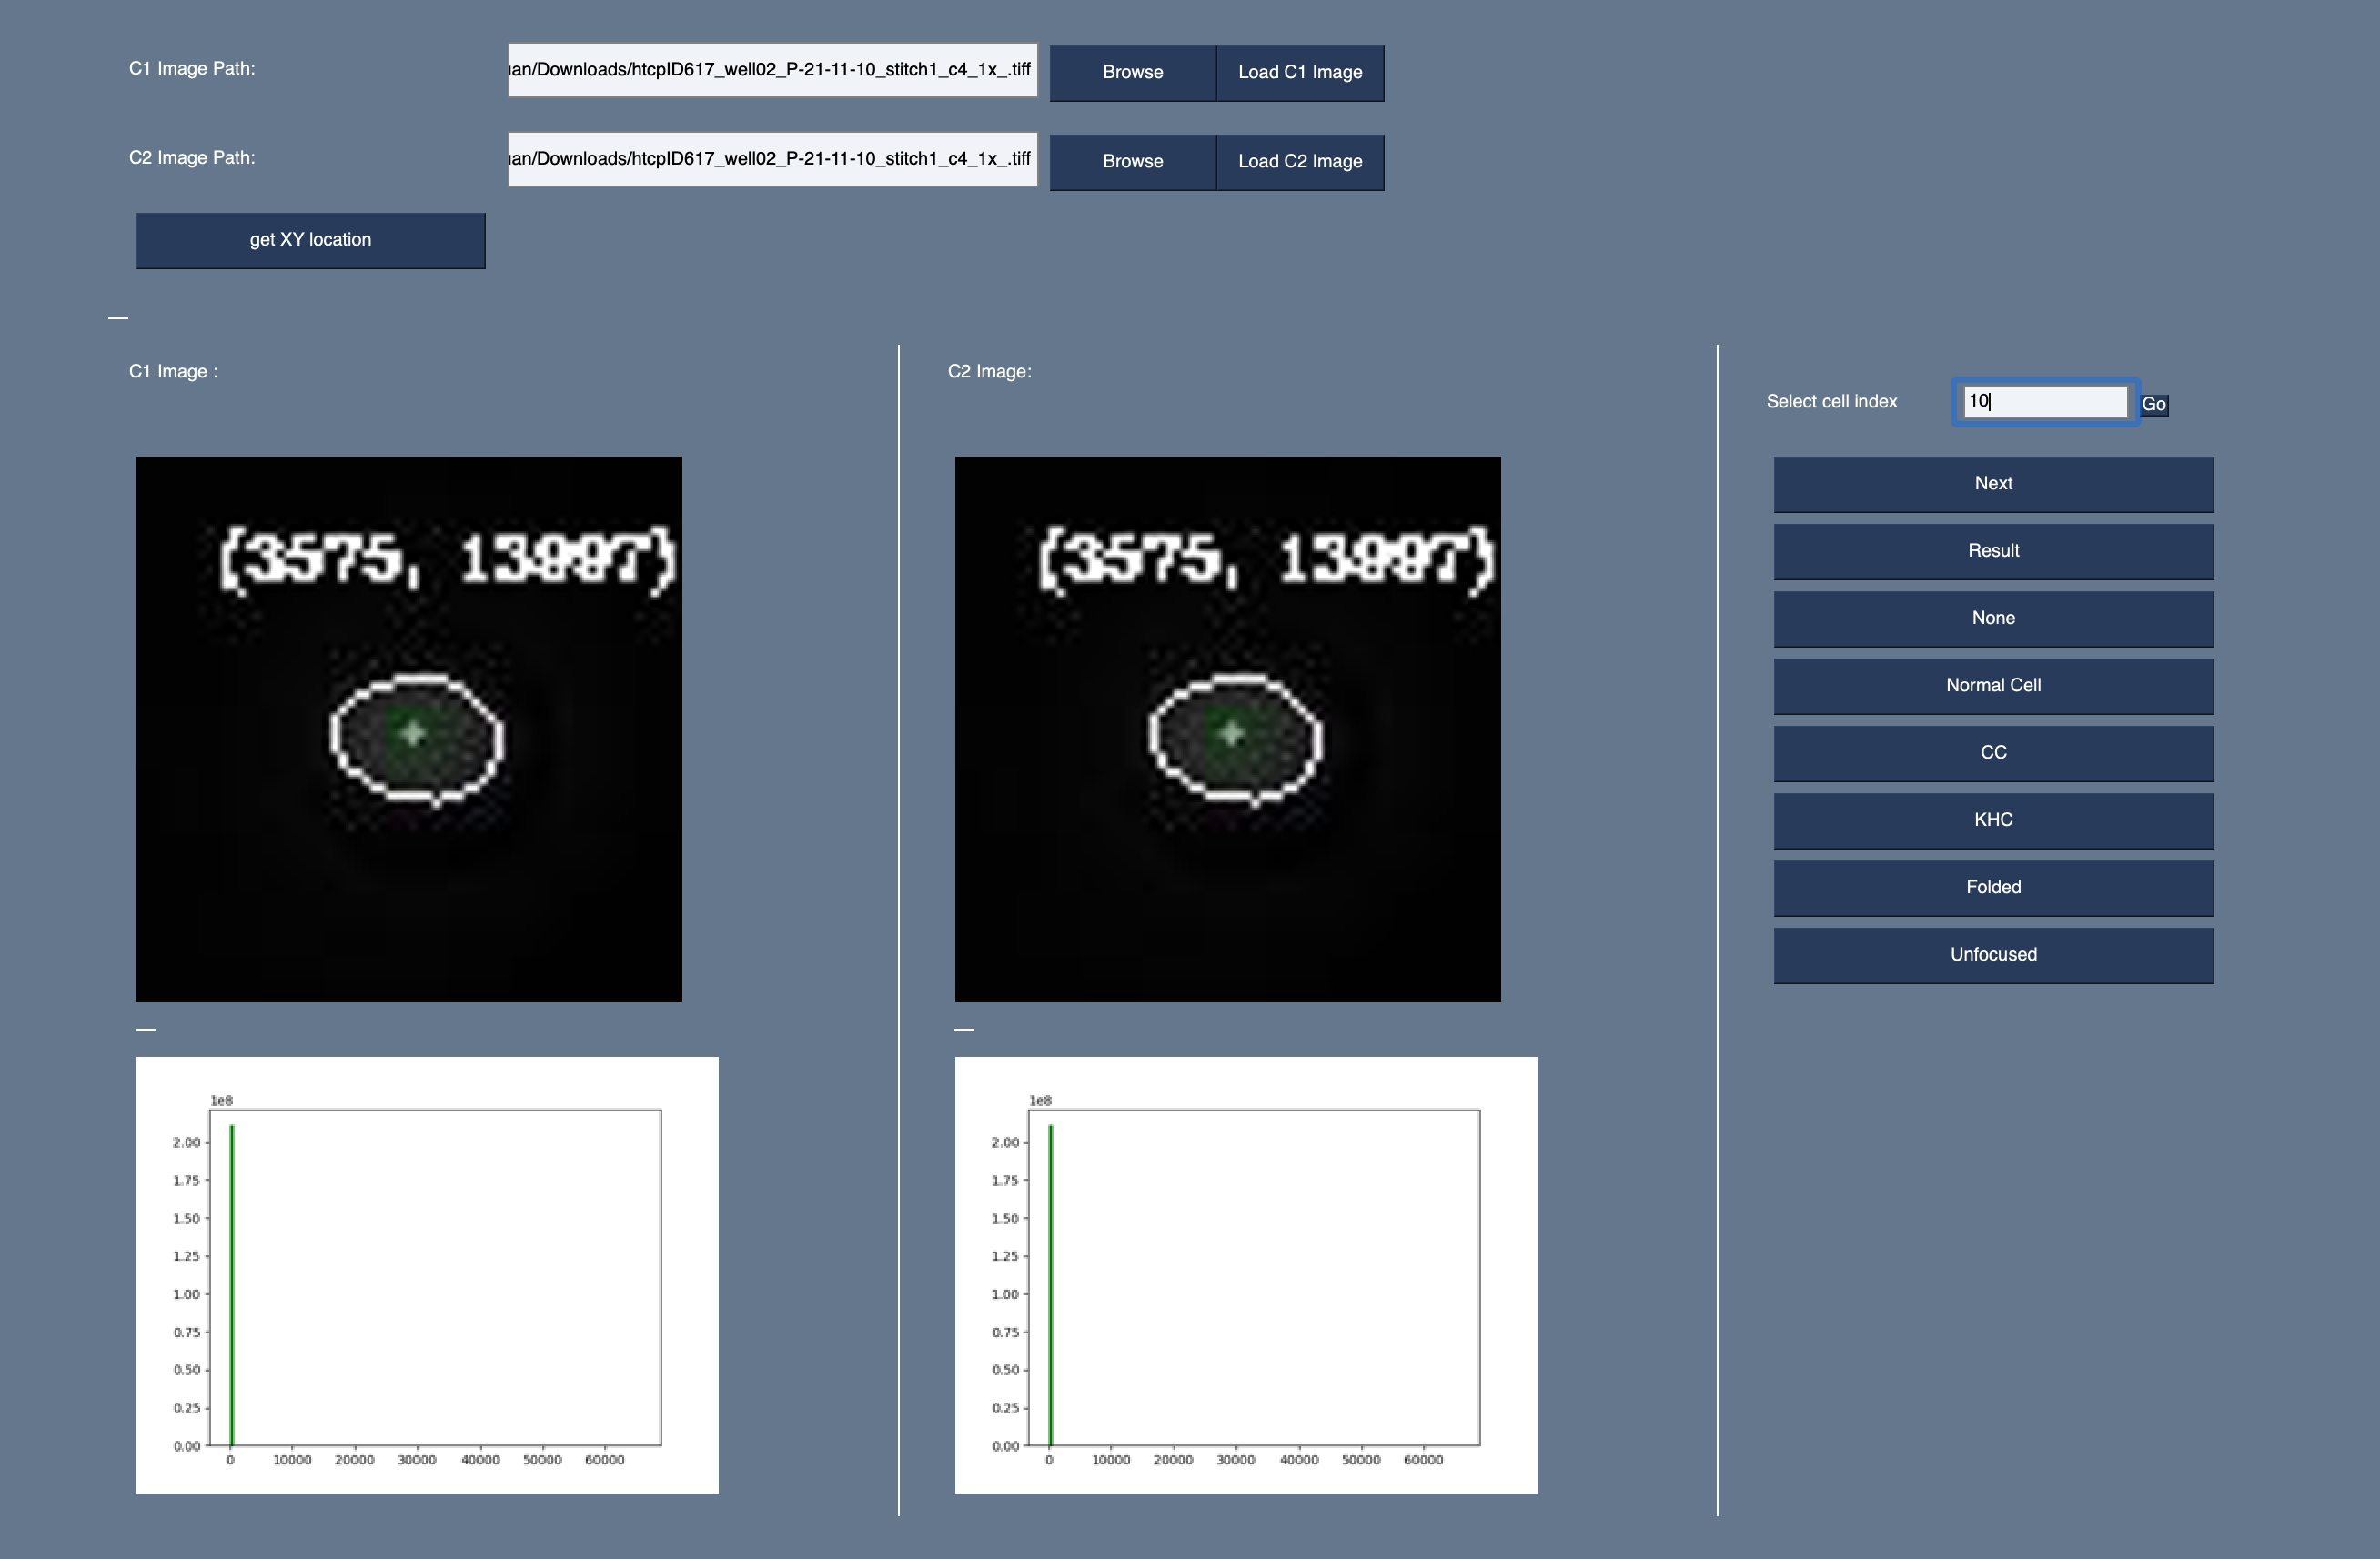 C1 Image Path:
ıan/Downloads/htcpID617_well02_P-21-11-10_stitch1_c4_1x_.tiff
Browse
Load C1 Image
C2 Image Path:
ıan/Downloads/htcpID617_well02_P-21-11-10_stitch1_c4_1x_.tiff
Browse
Load C2 Image
get XY location
C1 Image :
(3575, 13997)
1e8
2.00
1.75
1.50
1.25
1.00
0.75
0.50
0.25
0.00
0 10000 20000 30000 40000 50000 60000
C2 Image:
(3575, 13997)
1e8
2.00
1.75
1.50
1.25
1.00
0.75
0.50
0.25
0.00
0 10000 20000 30000 40000 50000 60000
Select cell index
10
Go
Next
Result
None
Normal Cell
CC
KHC
Folded
Unfocused